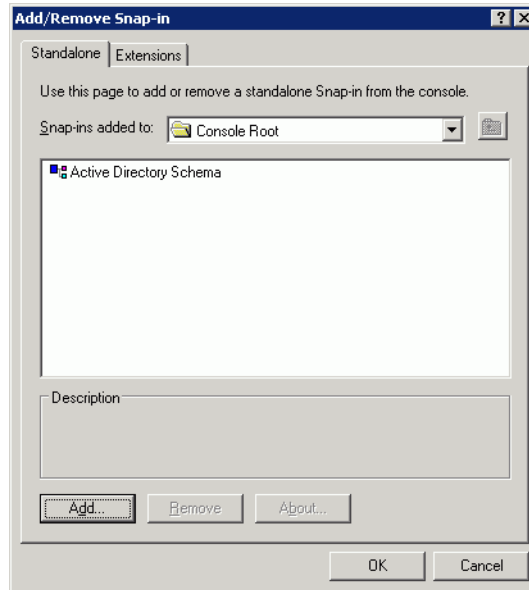 Add/Remove Snap-in
Standalone Extensions
Use this page to add or remove a standalone Snap-in from the console.
Snap-ins added to: Console Root
Active Directory Schema
Description
Add... Remove About...
OK Cancel